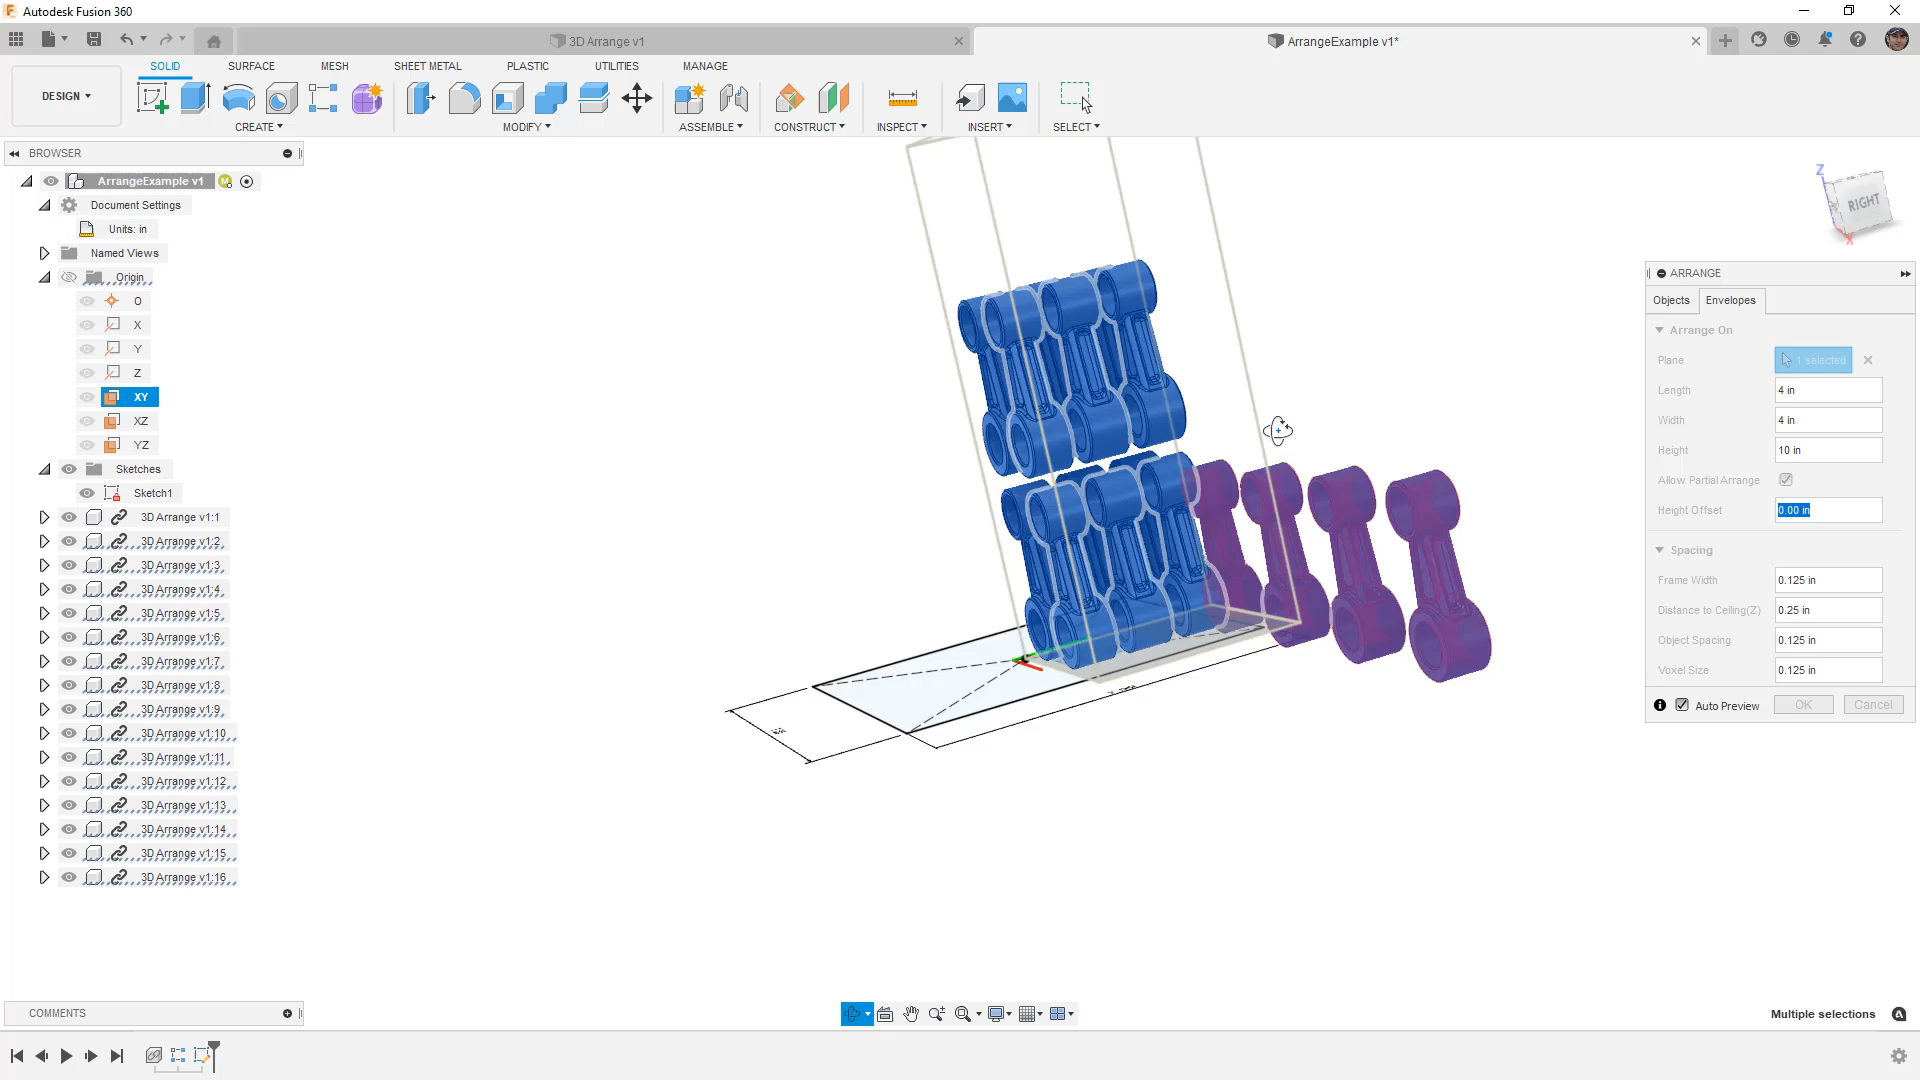 Autodesk Fusion 360
3D Arrange v1
ArrangeExample v1*
DESIGN
SOLID
SURFACE
MESH
SHEET METAL
PLASTIC
UTILITIES
MANAGE
CREATE
MODIFY
ASSEMBLE
CONSTRUCT
INSPECT
INSERT
SELECT
BROWSER
ArrangeExample v1
M
Document Settings
Units: in
Named Views
Origin
O
X
Y
Z
XY
XZ
YZ
Sketches
Sketch1
3D Arrange v1:1
3D Arrange v1:2
3D Arrange v1:3
3D Arrange v1:4
3D Arrange v1:5
3D Arrange v1:6
3D Arrange v1:7
3D Arrange v1:8
3D Arrange v1:9
3D Arrange v1:10
3D Arrange v1:11
3D Arrange v1:12
3D Arrange v1:13
3D Arrange v1:14
3D Arrange v1:15
3D Arrange v1:16
Z
RIGHT
X
ARRANGE
Objects
Envelopes
Arrange On
Plane 1 selected
Length 4 in
Width 4 in
Height 10 in
Allow Partial Arrange
Height Offset 0.00 in
Spacing
Frame Width 0.125 in
Distance to Ceiling(Z) 0.25 in
Object Spacing 0.125 in
Voxel Size 0.125 in
Auto Preview
OK
Cancel
COMMENTS
Multiple selections